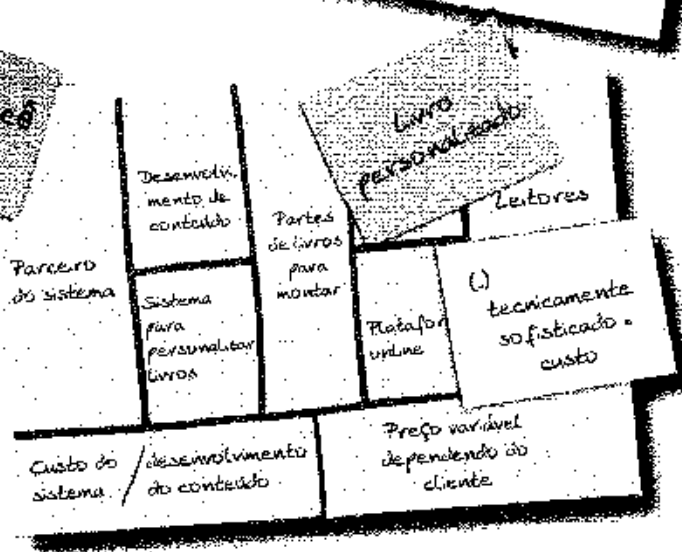 Livro
personalizado
Desenvolvi-
mento de
conteúdo
Partes
de livros
para
montar
Leitores
Parceiro
do sistema
Sistema
para
personalizar
livros
Platafor
online
(-)
tecnicamente
sofisticado e
custo
Custo do
sistema
/desenvolvimento
do conteúdo
Preço variável
dependendo do
cliente